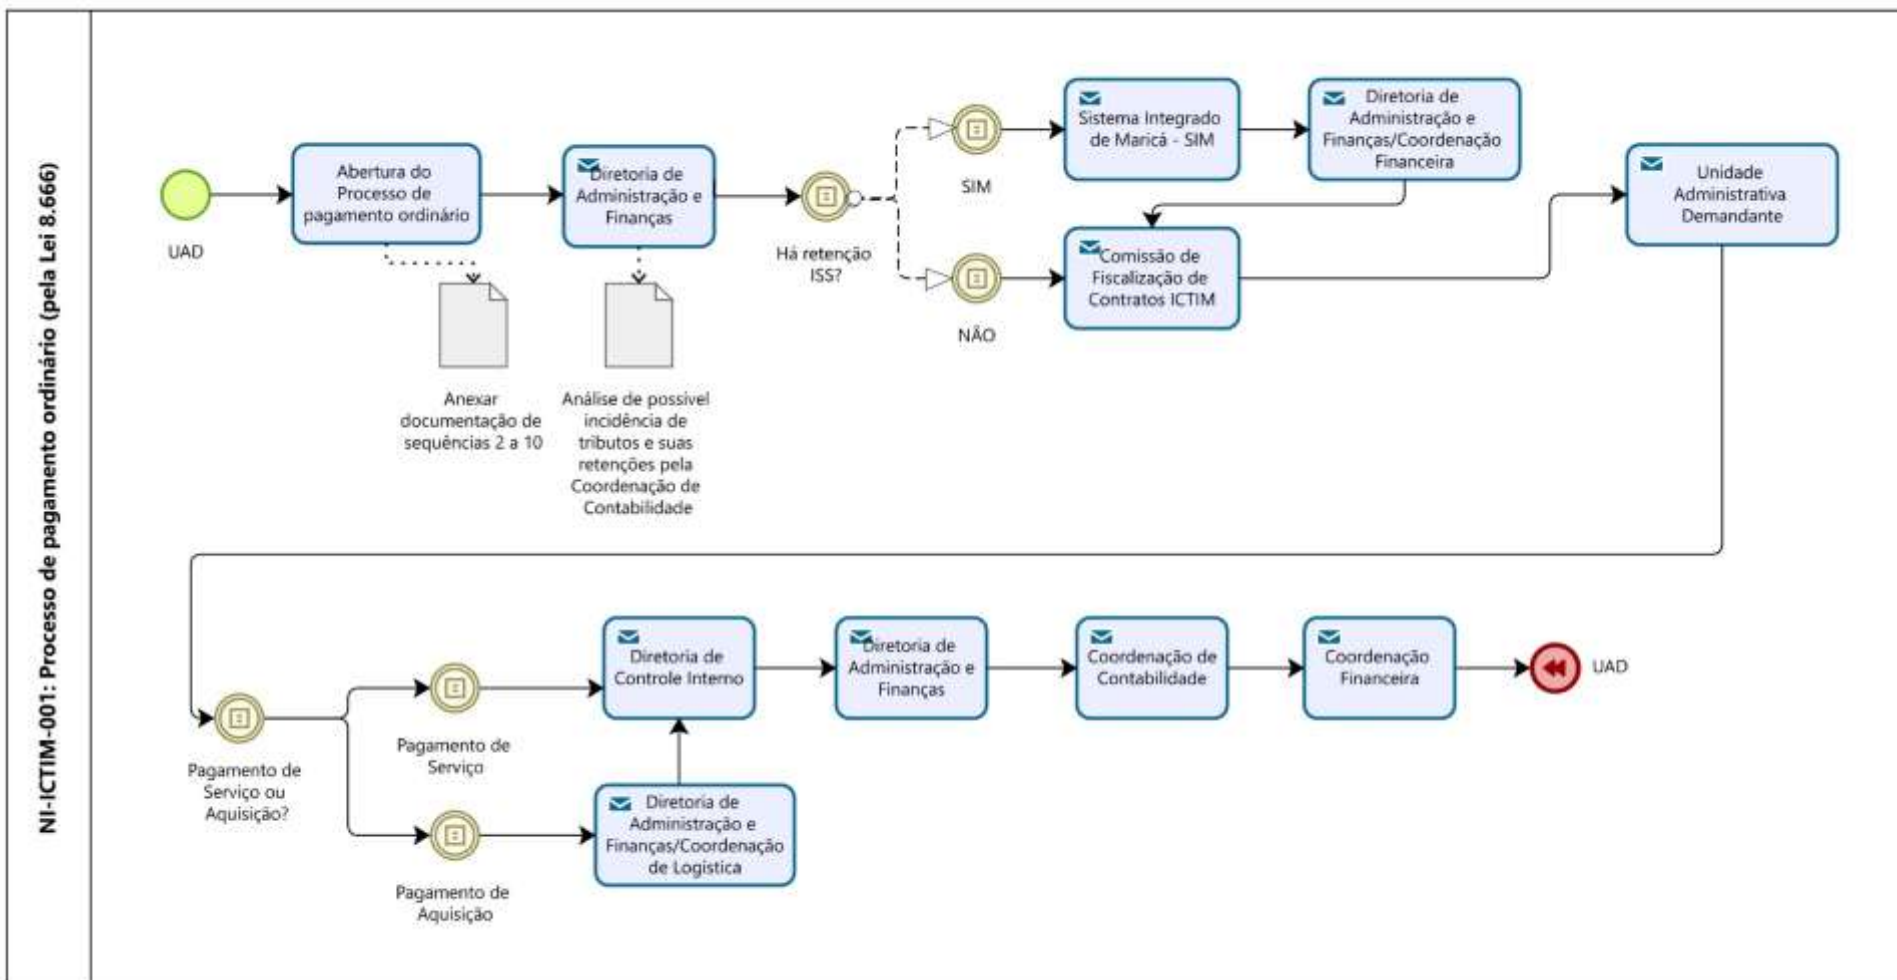 NI-ICTIM-001: Processo de pagamento ordinário (pela Lei 8.666)
UAD
Abertura do
Processo de
pagamento ordinário
Anexar
documentação de
sequências 2 a 10
Diretoria de
Administração e
Finanças
Análise de possível
incidência de
tributos e suas
retenções pela
Coordenação de
Contabilidade
Há retenção
ISS?
SIM
NÃO
Sistema Integrado
de Maricá - SIM
Diretoria de
Administração e
Finanças/Coordenação
Financeira
Comissão de
Fiscalização de
Contratos ICTIM
Unidade
Administrativa
Demandante
Pagamento de
Serviço ou
Aquisição?
Pagamento de
Serviço
Pagamento de
Aquisição
Diretoria de
Controle Interno
Diretoria de
Administração e
Finanças/Coordenação
de Logística
Diretoria de
Administração e
Finanças
Coordenação de
Contabilidade
Coordenação
Financeira
UAD